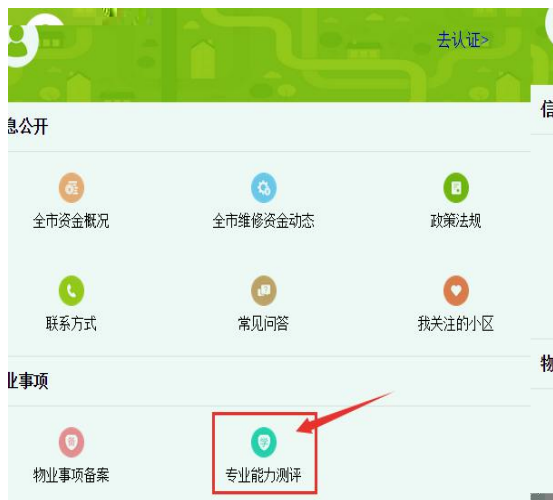 去认证>
息公开
信
全市资金概况
全市维修资金动态
政策法规
联系方式
常见问答
我关注的小区
业事项
物
物业事项备案
专业能力测评